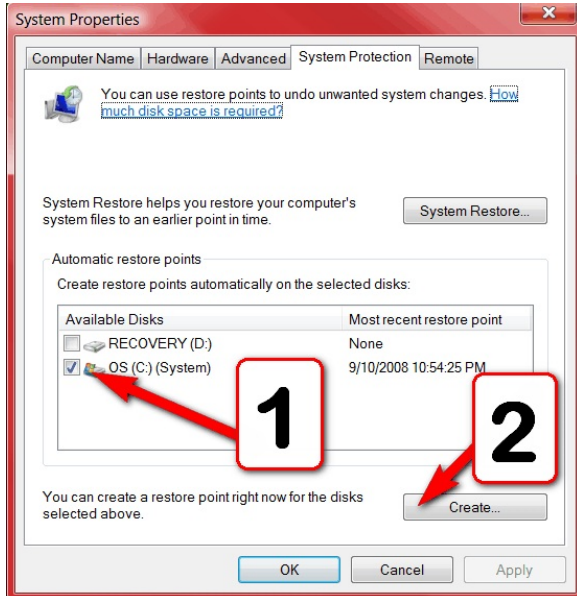 System Properties
Computer Name Hardware Advanced System Protection Remote
You can use restore points to undo unwanted system changes. How
much disk space is required?
System Restore helps you restore your computer's
system files to an earlier point in time.
System Restore...
Automatic restore points
Create restore points automatically on the selected disks:
Available Disks Most recent restore point
RECOVERY (D:) None
OS (C:) (System) 9/10/2008 10:54:25 PM
1
2
You can create a restore point right now for the disks
selected above.
Create...
OK Cancel Apply